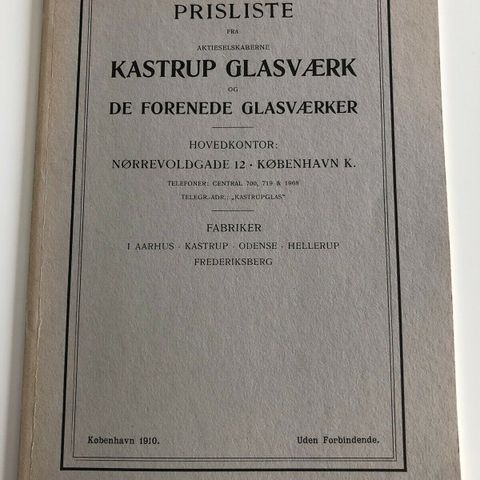 PRISLISTE
FRA
AKTIESELSKABERNE
KASTRUP GLASVÆRK
OG
DE FORENEDE GLASVÆRKER
HOVEDKONTOR:
NØRREVOLDGADE 12 · KØBENHAVN K.
TELEFONER: CENTRAL 700, 719 & 1968
TELEGR.-ADR.: „KASTRUPGLAS"
FABRIKER
I AARHUS · KASTRUP · ODENSE · HELLERUP
FREDERIKSBERG
København 1910. Uden Forbindende.